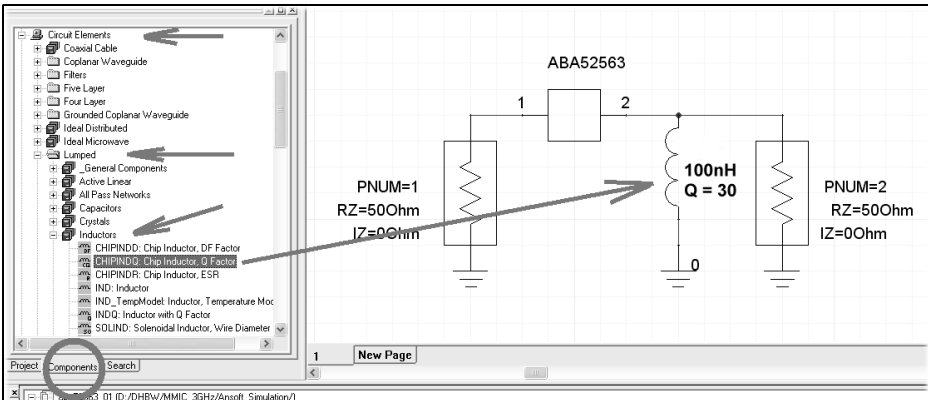 Circuit Elements
Coaxial Cable
Coplanar Waveguide
Filters
Five Layer
Four Layer
Grounded Coplanar Waveguide
Ideal Distributed
Ideal Microwave
Lumped
_General Components
Active Linear
All Pass Networks
Capacitors
Crystals
Inductors
CHIPINDD: Chip Inductor, DF Factor
CHIPINDQ: Chip Inductor, Q Factor
CHIPINDR: Chip Inductor, ESR
IND: Inductor
IND_TempModel: Inductor, Temperature Moc
INDQ: Inductor with Q Factor
SOLIND: Solenoidal Inductor, Wire Diameter
Project Components Search
ABA52563
1 2
100nH
Q = 30
PNUM=1
RZ=50Ohm
IZ=0Ohm
PNUM=2
RZ=50Ohm
IZ=0Ohm
0
1 New Page
01 (D:/DHBW/MMIC_3GHz/Ansoft_Simulation/)